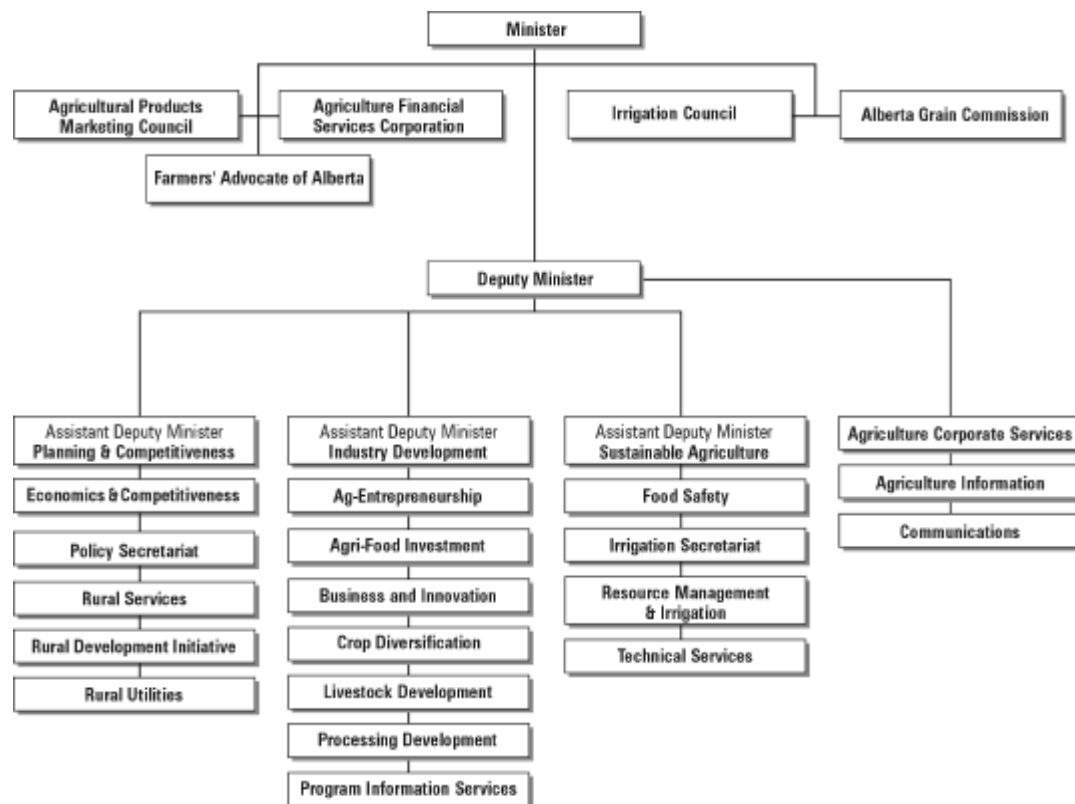 Minister
Agricultural Products
Marketing Council
Agriculture Financial
Services Corporation
Irrigation Council
Alberta Grain Commission
Farmers' Advocate of Alberta
Deputy Minister
Assistant Deputy Minister
Planning & Competitiveness
Economics & Competitiveness
Policy Secretariat
Rural Services
Rural Development Initiative
Rural Utilities
Assistant Deputy Minister
Industry Development
Ag-Entrepreneurship
Agri-Food Investment
Business and Innovation
Crop Diversification
Livestock Development
Processing Development
Program Information Services
Assistant Deputy Minister
Sustainable Agriculture
Food Safety
Irrigation Secretariat
Resource Management
& Irrigation
Technical Services
Agriculture Corporate Services
Agriculture Information
Communications